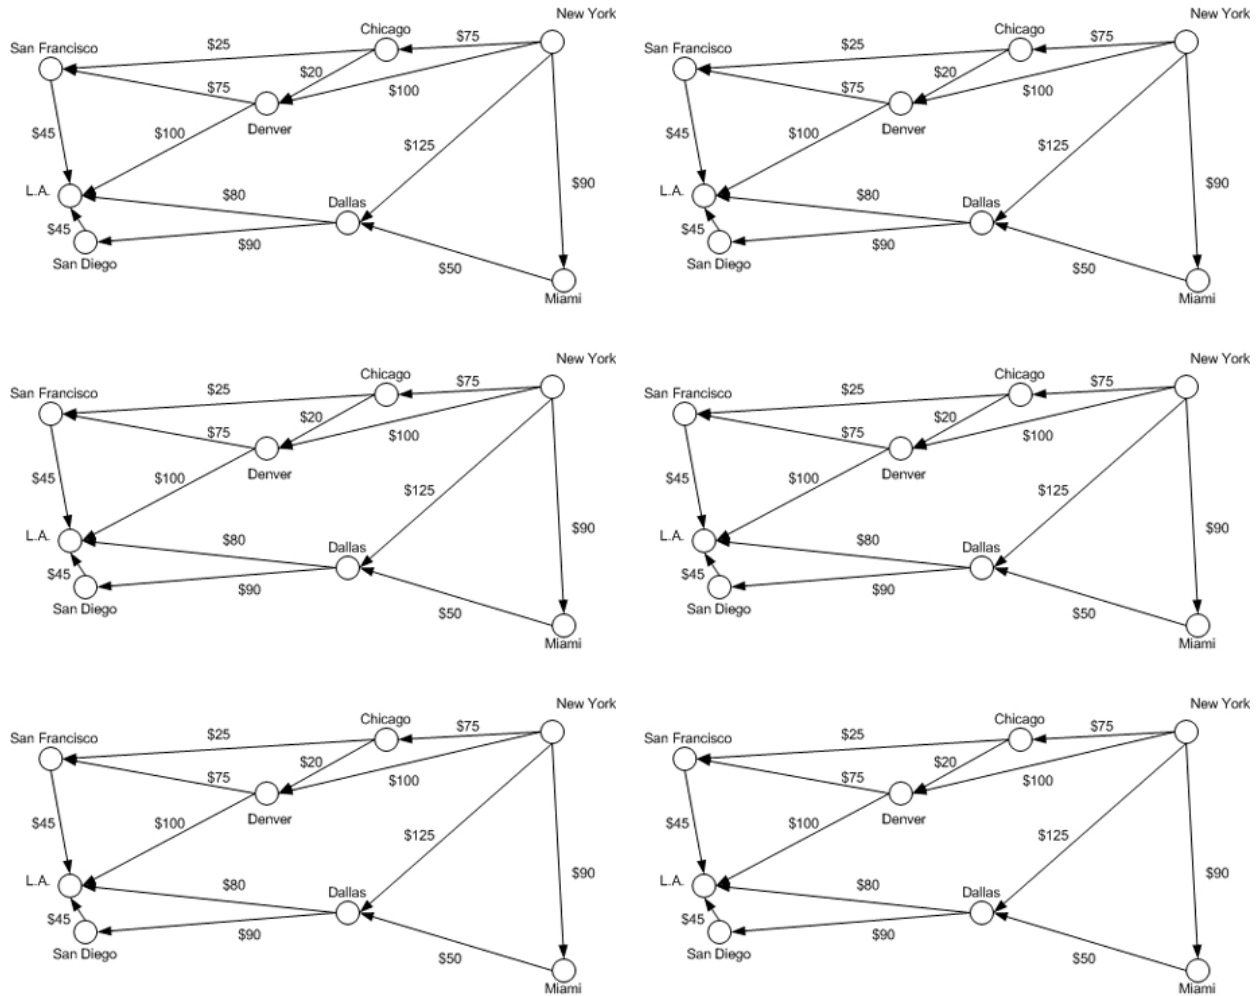 New York
New York
Chicago
Chicago
San Francisco $25 $75
San Francisco $25 $75
$20
$20
$75 $100
$75 $100
Denver
Denver
$45 $100 $125
$45 $100 $125
$90
$90
L.A. $80
L.A. $80
Dallas
Dallas
$45 $90
$45 $90
San Diego $50
San Diego $50
Miami
Miami
New York
New York
Chicago
Chicago
San Francisco $25 $75
San Francisco $25 $75
$20
$20
$75 $100
$75 $100
Denver
Denver
$45 $100 $125
$45 $100 $125
$90
$90
L.A. $80
L.A. $80
Dallas
Dallas
$45 $90
$45 $90
San Diego $50
San Diego $50
Miami
Miami
New York
New York
Chicago
Chicago
San Francisco $25 $75
San Francisco $25 $75
$20
$20
$75 $100
$75 $100
Denver
Denver
$45 $100 $125
$45 $100 $125
$90
$90
L.A. $80
L.A. $80
Dallas
Dallas
$45 $90
$45 $90
San Diego $50
San Diego $50
Miami
Miami